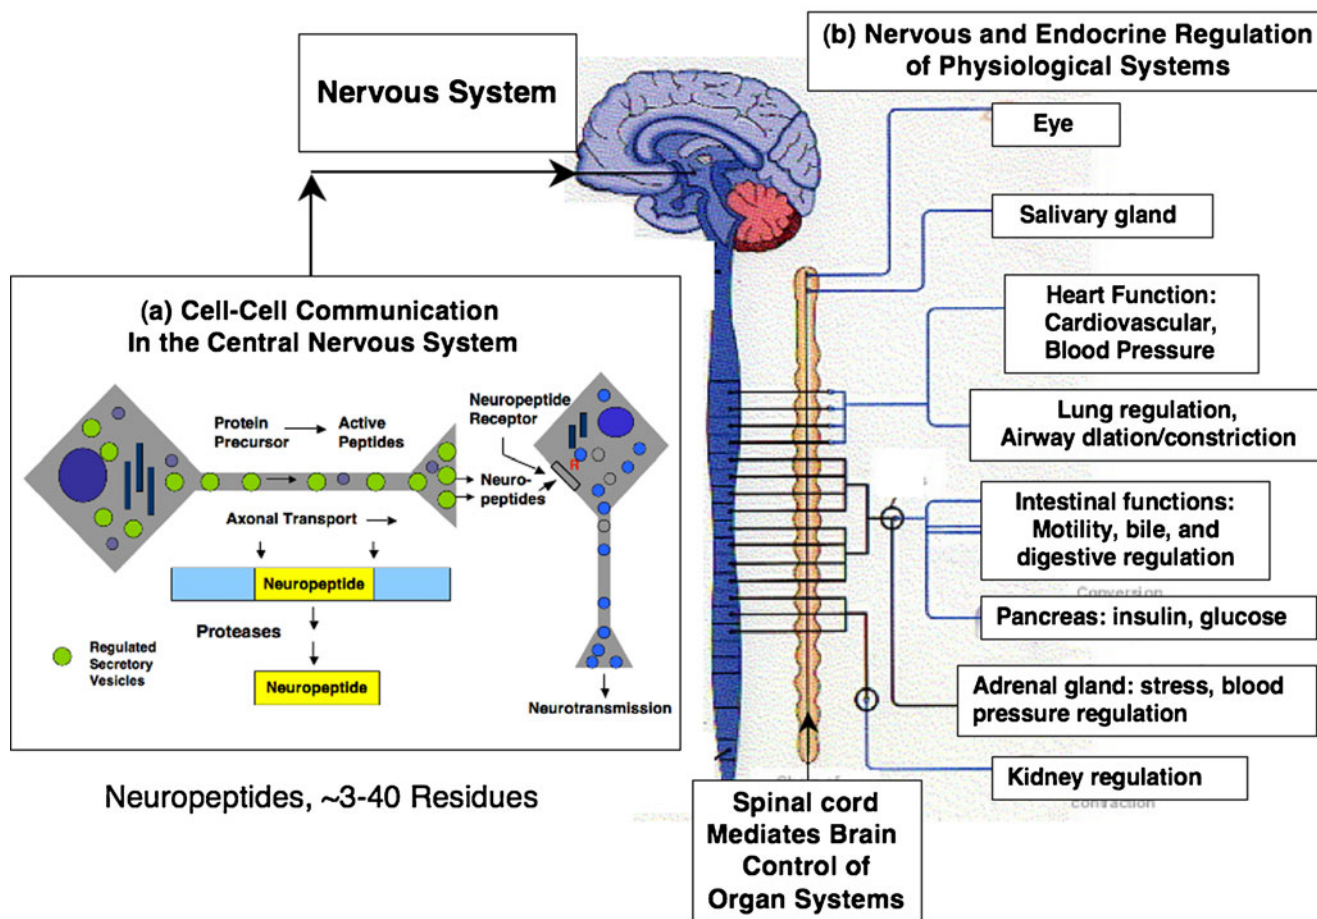 Nervous System
(b) Nervous and Endocrine Regulation
of Physiological Systems
Eye
Salivary gland
Heart Function:
Cardiovascular,
Blood Pressure
Lung regulation,
Airway dlation/constriction
Intestinal functions:
Motility, bile, and
digestive regulation
Conversion
Pancreas: insulin, glucose
Adrenal gland: stress, blood
pressure regulation
Kidney regulation
contraction
Spinal cord
Mediates Brain
Control of
Organ Systems
(a) Cell-Cell Communication
In the Central Nervous System
Protein
Precursor
Active
Peptides
Neuropeptide
Receptor
R
Neuro-
peptides
Axonal Transport
Neuropeptide
Proteases
Neuropeptide
Regulated
Secretory
Vesicles
Neurotransmission
Neuropeptides, ~3-40 Residues